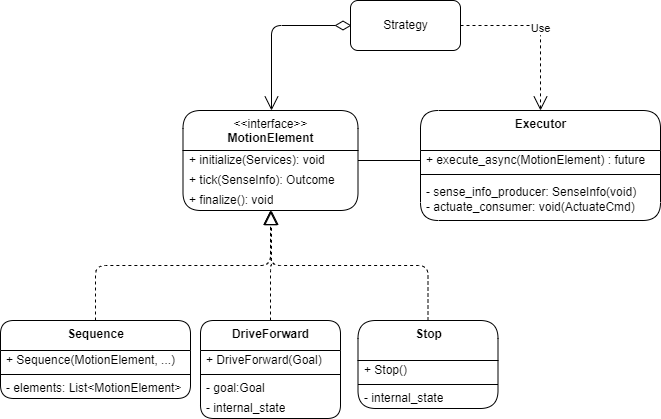 Strategy
Use
<<interface>>
MotionElement
+ initialize(Services): void
+ tick(SenseInfo): Outcome
+ finalize(): void
Executor
+ execute_async(MotionElement) : future
- sense_info_producer: SenseInfo(void)
- actuate_consumer: void(ActuateCmd)
Sequence
+ Sequence(MotionElement, ...)
- elements: List<MotionElement>
DriveForward
+ DriveForward(Goal)
- goal:Goal
- internal_state
Stop
+ Stop()
- internal_state